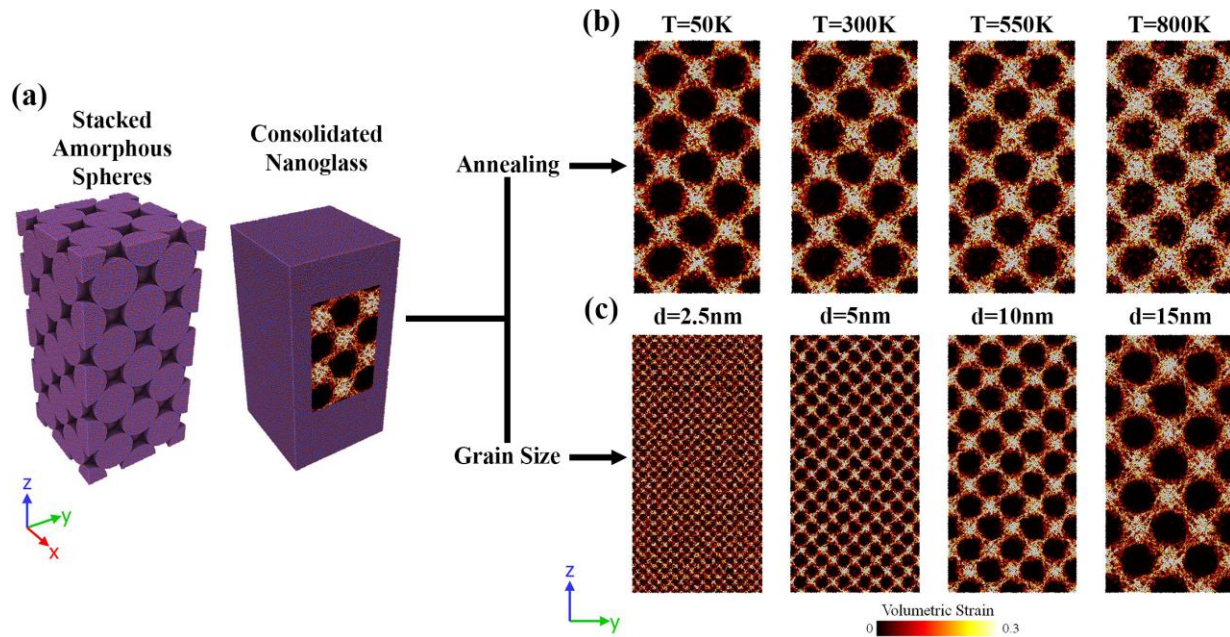 (a)
Stacked
Amorphous
Spheres
Consolidated
Nanoglass
z
y
x
Annealing
Grain Size
(b)
T=50K
T=300K
T=550K
T=800K
(c)
d=2.5nm
d=5nm
d=10nm
d=15nm
z
y
Volumetric Strain
0
0.3